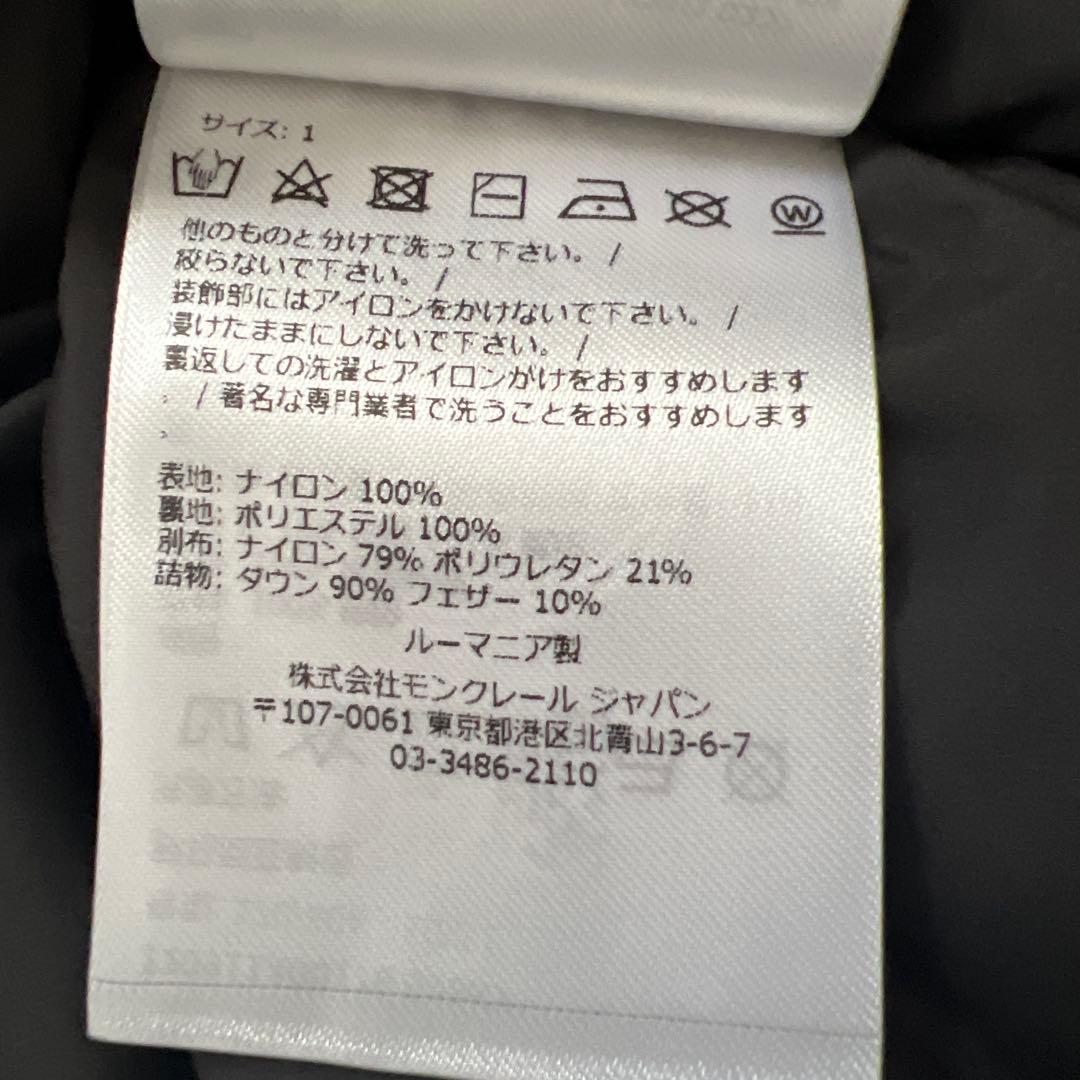 サイズ: 1
他のものと分けて洗って下さい。 /
絞らないで下さい。 /
装飾部にはアイロンをかけないで下さい。 /
浸けたままにしないで下さい。 /
裏返しての洗濯とアイロンがけをおすすめします
。 / 著名な専門業者で洗うことをおすすめします
。
表地: ナイロン 100%
裏地: ポリエステル 100%
別布: ナイロン 79% ポリウレタン 21%
詰物: ダウン 90% フェザー 10%
ルーマニア製
株式会社モンクレール ジャパン
〒107-0061 東京都港区北青山3-6-7
03-3486-2110